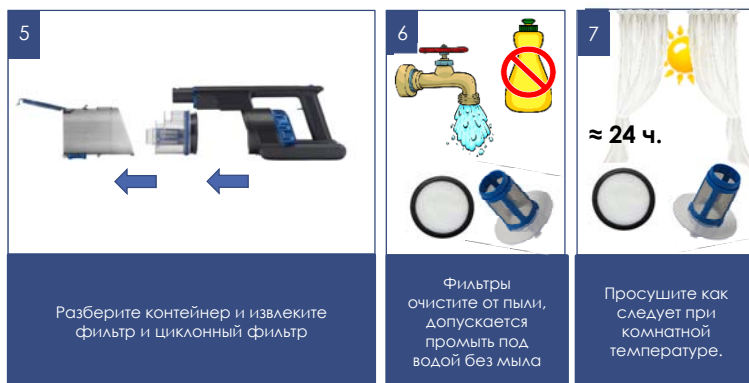 5
Разберите контейнер и извлеките
фильтр и циклонный фильтр
6
Фильтры
очистите от пыли,
допускается
промыть под
водой без мыла
7
≈ 24 ч.
Просушите как
следует при
комнатной
температуре.